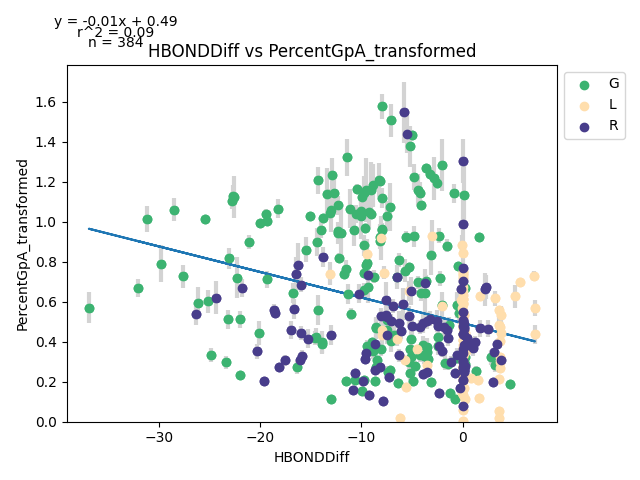 y = -0.01x + 0.49
r^2 = 0.09
n = 384
HBONDDiff vs PercentGpA_transformed
G
L
R
PercentGpA_transformed
1.6
1.4
1.2
1.0
0.8
0.6
0.4
0.2
0.0
−30
−20
−10
0
HBONDDiff